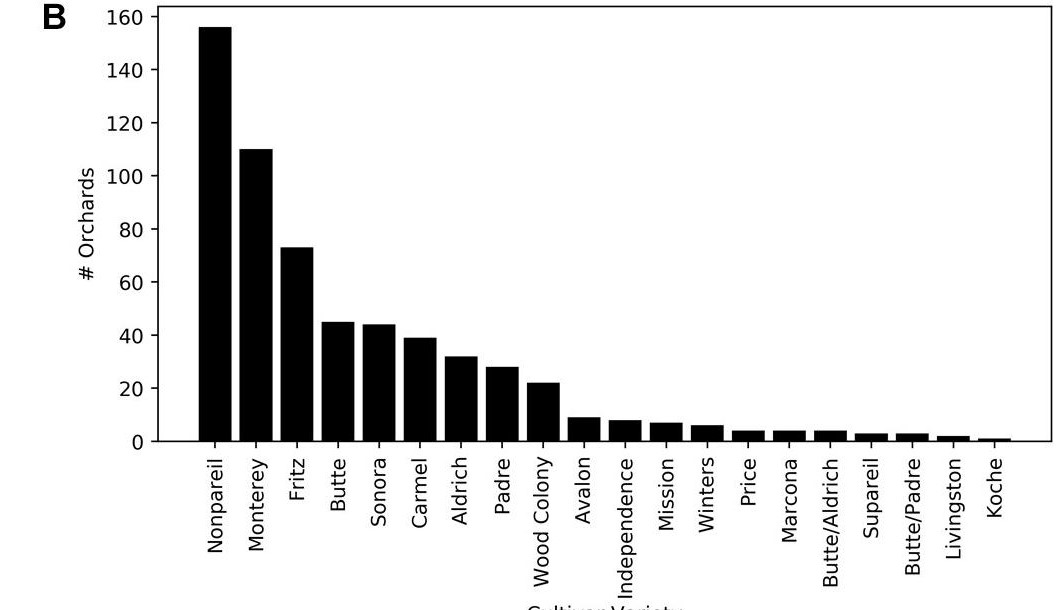 B
160
140
120
100
80
60
40
20
0
# Orchards
Nonpareil
Monterey
Fritz
Butte
Sonora
Carmel
Aldrich
Padre
Wood Colony
Avalon
Independence
Mission
Winters
Price
Marcona
Butte/Aldrich
Supareil
Butte/Padre
Livingston
Koche